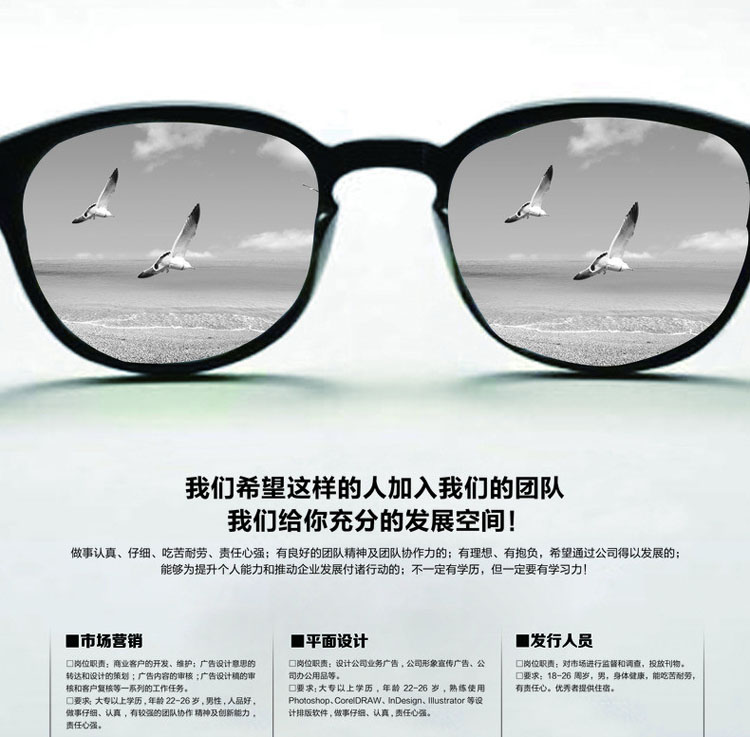 我们希望这样的人加入我们的团队
我们给你充分的发展空间！
做事认真、仔细、吃苦耐劳、责任心强；有良好的团队精神及团队协作力的；有理想、有抱负，希望通过公司得以发展的；
能够为提升个人能力和推动企业发展付诸行动的；不一定有学历，但一定要有学习力！
■市场营销
□岗位职责：商业客户的开发、维护；广告设计意思的
转达和设计的策划；广告内容的审核；广告设计稿的审
核和客户复核等一系列的工作任务。
□要求：大专以上学历，年龄 22-26 岁，男性，人品好，
做事仔细、认真，有较强的团队协作 精神及创新能力，
责任心强。
■平面设计
□岗位职责：设计公司业务广告，公司形象宣传广告、公
司办公用品等。
□要求：大专以上学历，年龄 22-26 岁，熟练使用
Photoshop、CorelDRAW、InDesign、Illustrator 等设
计排版软件，做事仔细、认真，责任心强。
■发行人员
□岗位职责：对市场进行监督和调查，投放刊物。
□要求：18-26 周岁，男，身体健康，能吃苦耐劳，
有责任心。优秀者提供住宿。